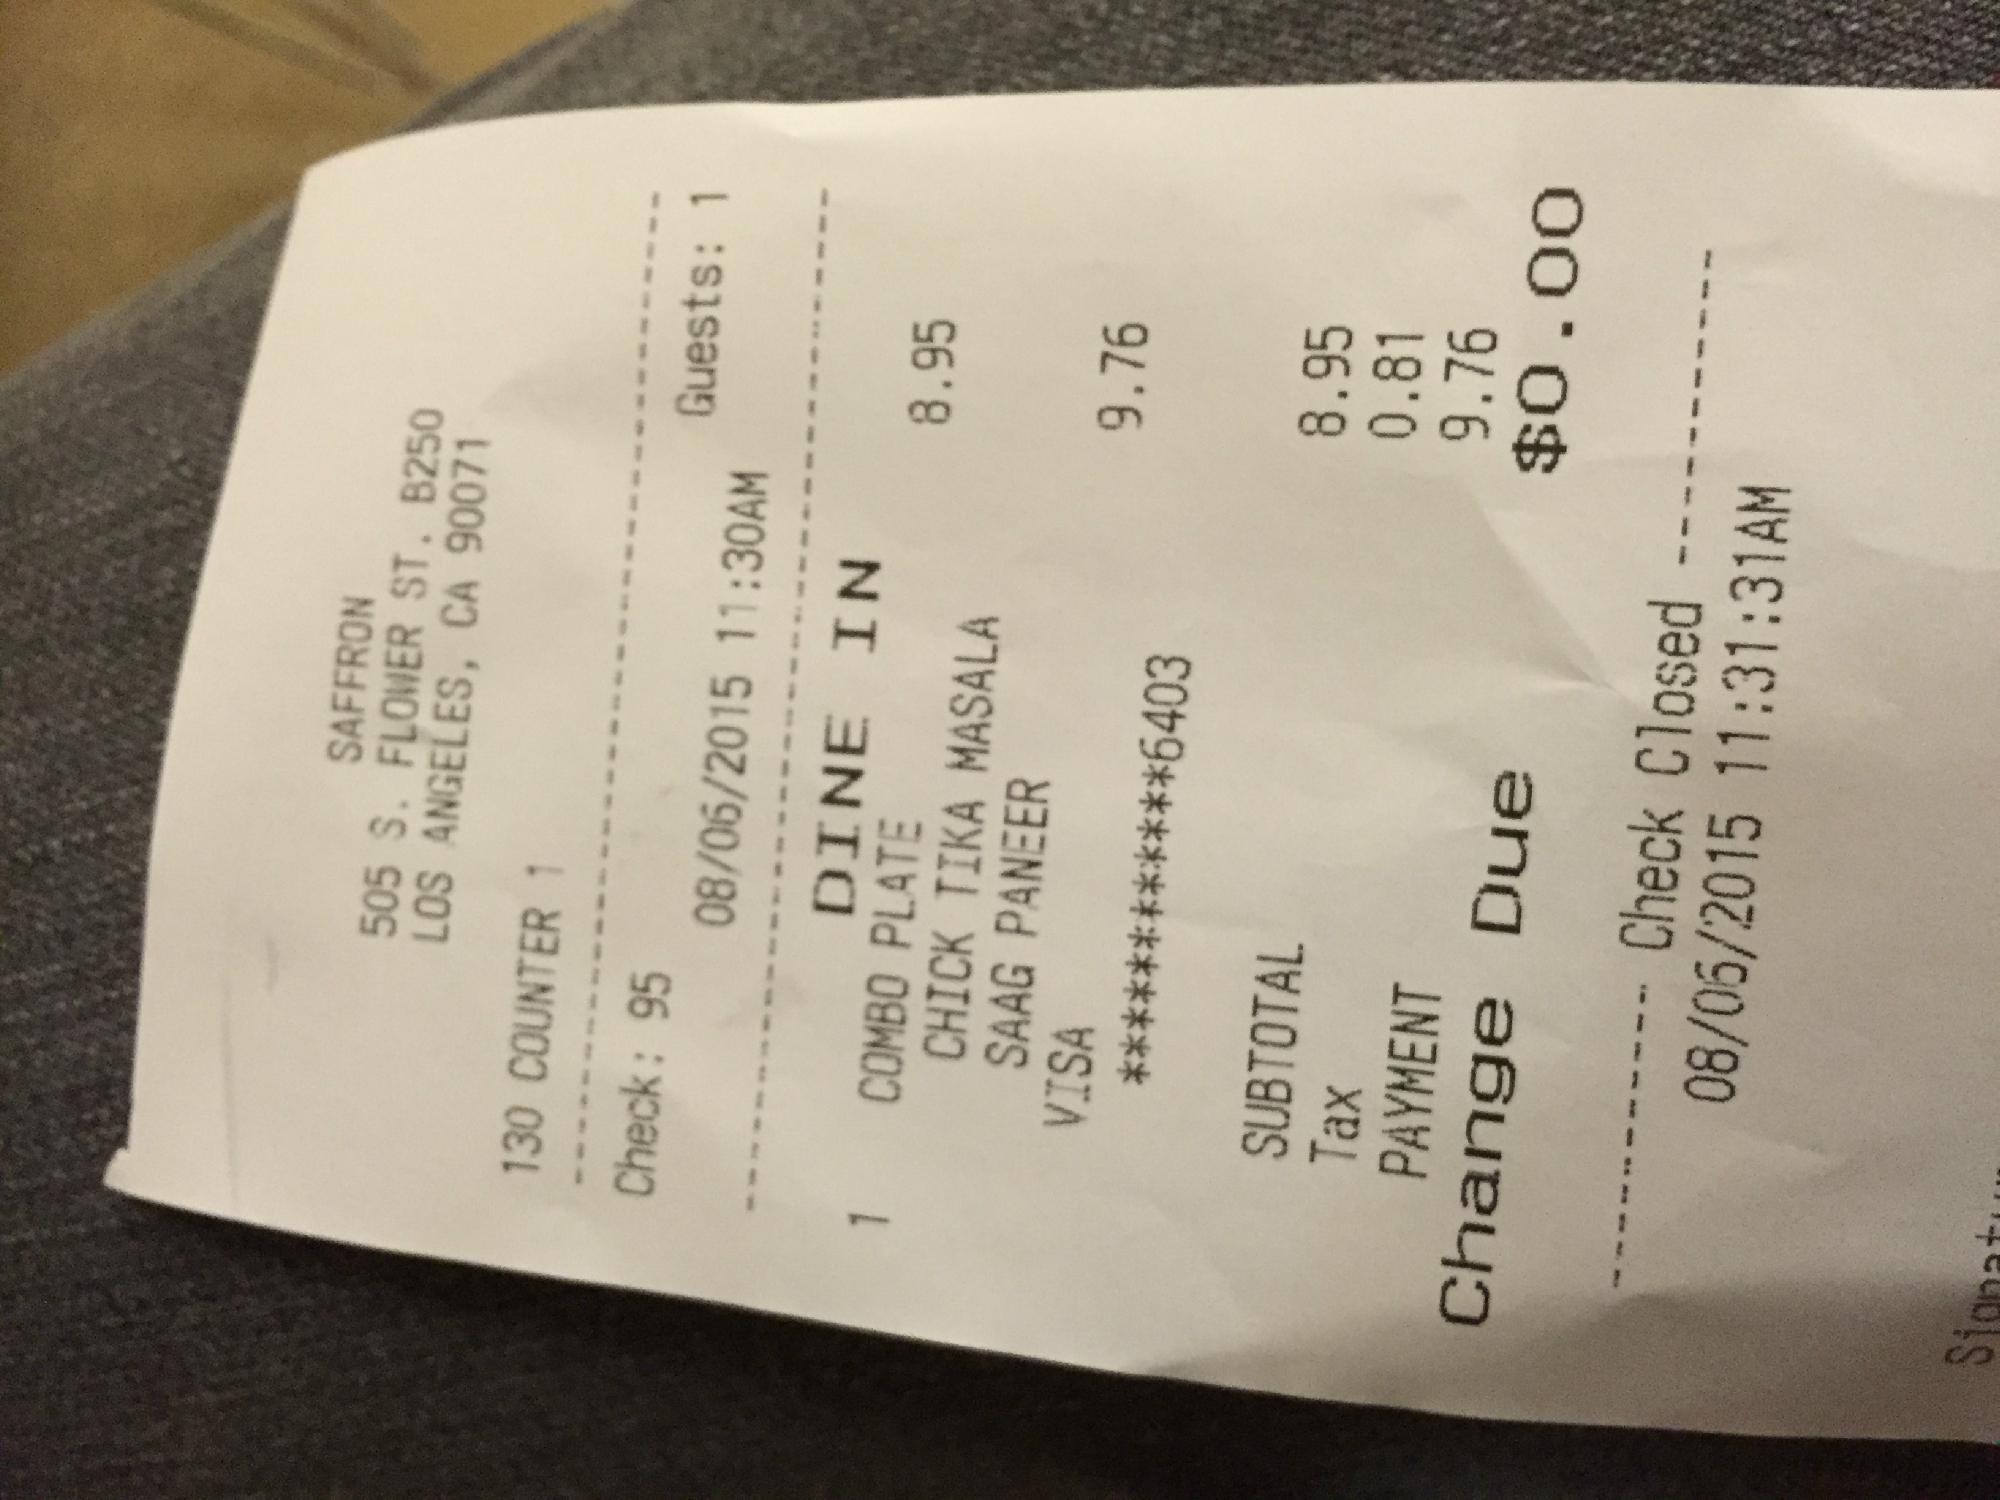 SAFFRON
505 S. FLOWER ST. B250
LOS ANGELES, CA 90071
130 COUNTER 1
Check: 95 Guests: 1
08/06/2015 11:30AM
DINE IN
1 COMBO PLATE 8.95
CHICK TIKA MASALA
SAAG PANEER
VISA 9.76
************6403
SUBTOTAL 8.95
Tax 0.81
PAYMENT 9.76
Change Due $0.00
------ Check Closed ------
08/06/2015 11:31:31AM